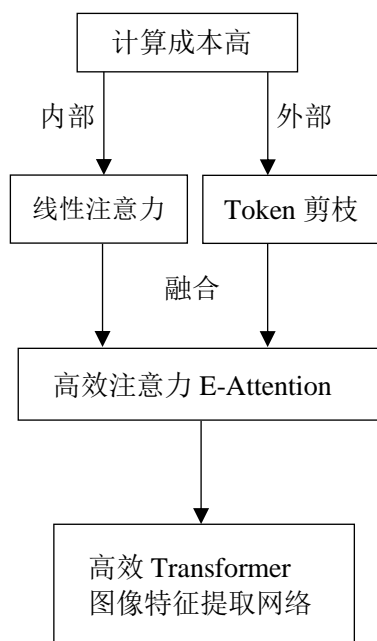 计算成本高
内部
外部
线性注意力
Token 剪枝
融合
高效注意力 E-Attention
高效 Transformer
图像特征提取网络